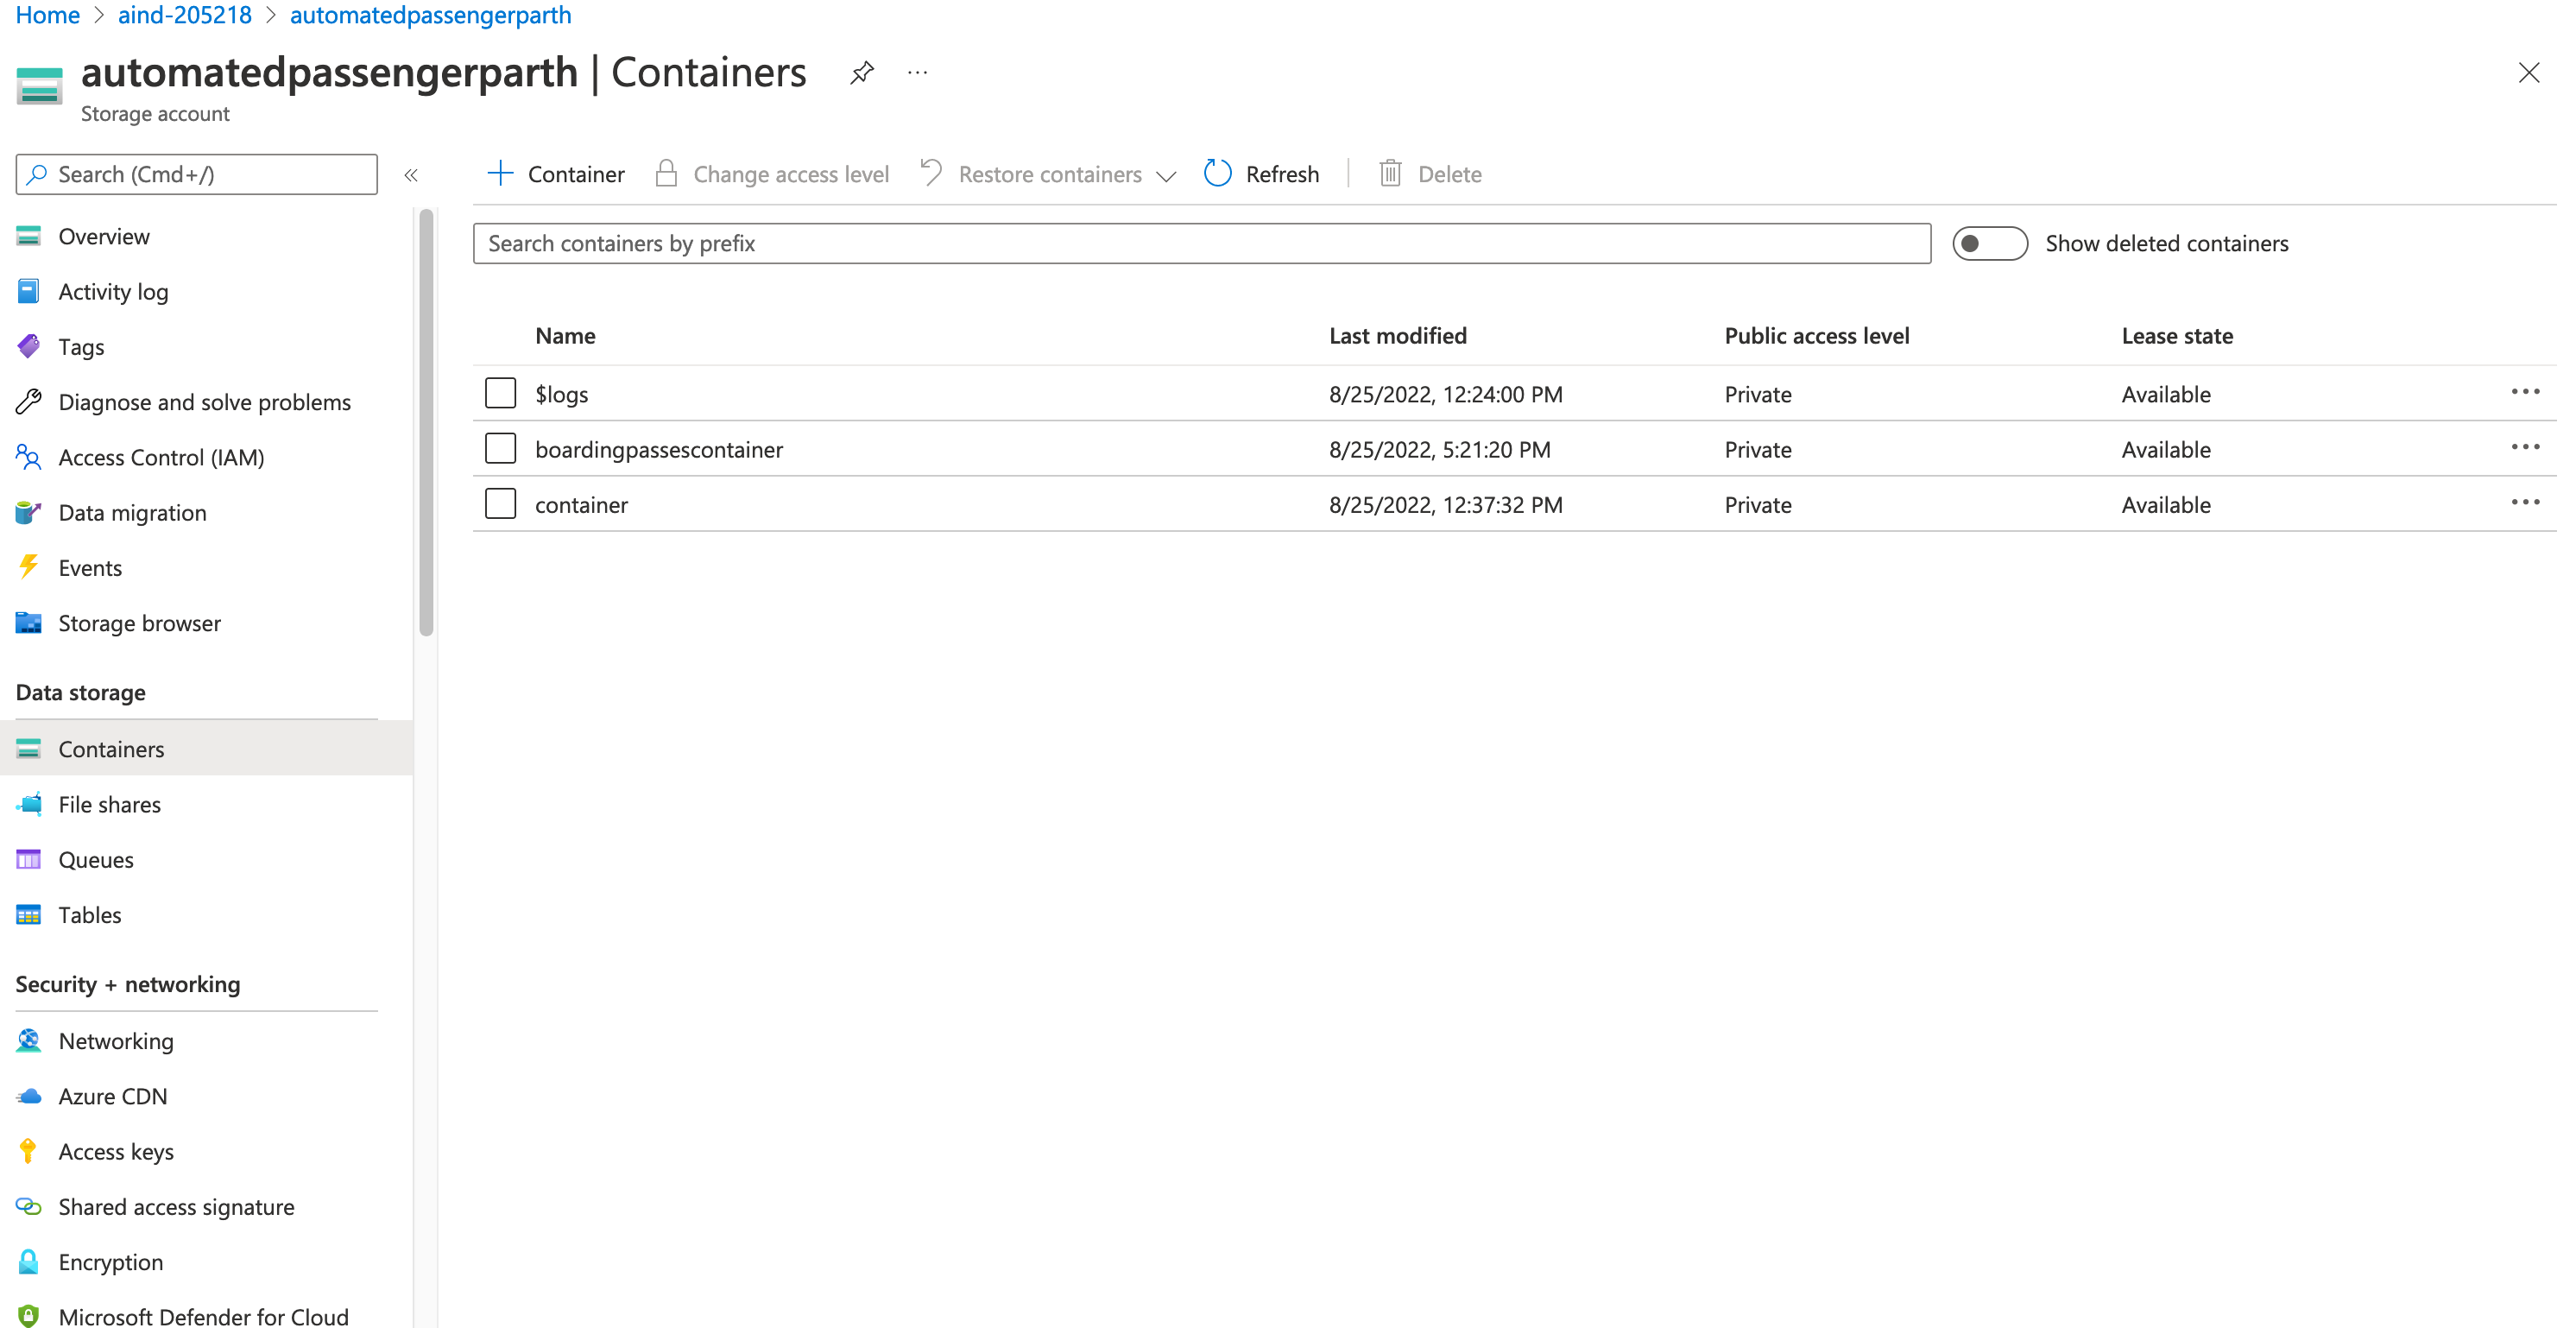 Home > aind-205218 > automatedpassengerparth
automatedpassengerparth | Containers
Storage account
Search (Cmd+/)
Overview
Activity log
Tags
Diagnose and solve problems
Access Control (IAM)
Data migration
Events
Storage browser
Data storage
Containers
File shares
Queues
Tables
Security + networking
Networking
Azure CDN
Access keys
Shared access signature
Encryption
Microsoft Defender for Cloud
Container Change access level Restore containers Refresh Delete
Search containers by prefix Show deleted containers
Name Last modified Public access level Lease state
$logs 8/25/2022, 12:24:00 PM Private Available
boardingpassescontainer 8/25/2022, 5:21:20 PM Private Available
container 8/25/2022, 12:37:32 PM Private Available